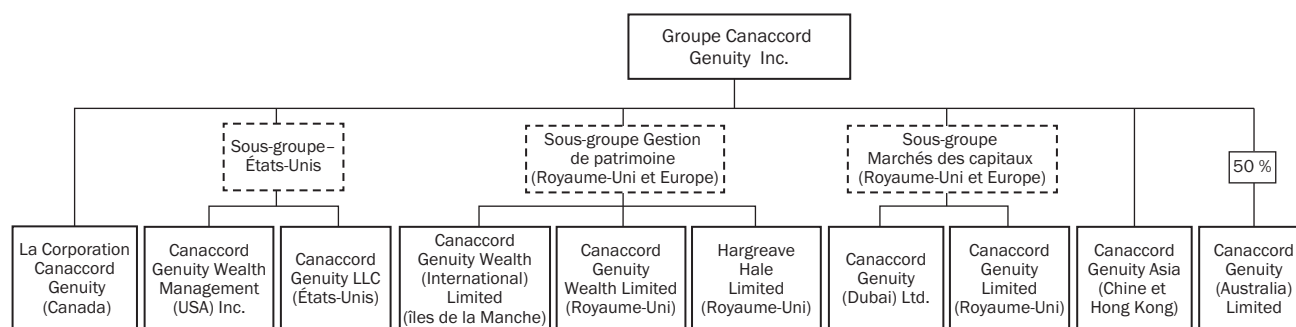 Groupe Canaccord
Genuity Inc.
Sous-groupe–
États-Unis
Sous-groupe Gestion
de patrimoine
(Royaume-Uni et Europe)
Sous-groupe
Marchés des capitaux
(Royaume-Uni et Europe)
50 %
La Corporation
Canaccord
Genuity
(Canada)
Canaccord
Genuity Wealth
Management
(USA) Inc.
Canaccord
Genuity LLC
(États-Unis)
Canaccord
Genuity Wealth
(International)
Limited
(îles de la Manche)
Canaccord
Genuity
Wealth Limited
(Royaume-Uni)
Hargreave
Hale
Limited
(Royaume-Uni)
Canaccord
Genuity
(Dubai) Ltd.
Canaccord
Genuity
Limited
(Royaume-Uni)
Canaccord
Genuity Asia
(Chine et
Hong Kong)
Canaccord
Genuity
(Australia)
Limited